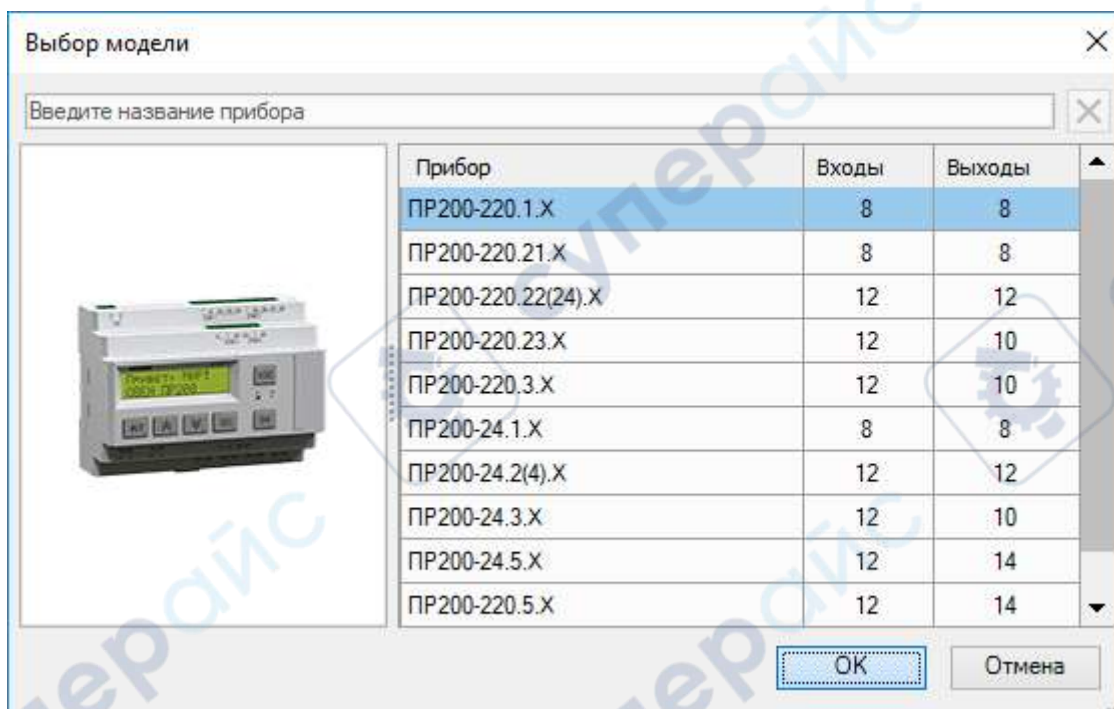 Выбор модели
Введите название прибора
Прибор Входы Выходы
ПР200-220.1.X 8 8
ПР200-220.21.X 8 8
ПР200-220.22(24).X 12 12
ПР200-220.23.X 12 10
ПР200-220.3.X 12 10
ПР200-24.1.X 8 8
ПР200-24.2(4).X 12 12
ПР200-24.3.X 12 10
ПР200-24.5.X 12 14
ПР200-220.5.X 12 14
OK Отмена
супер айс